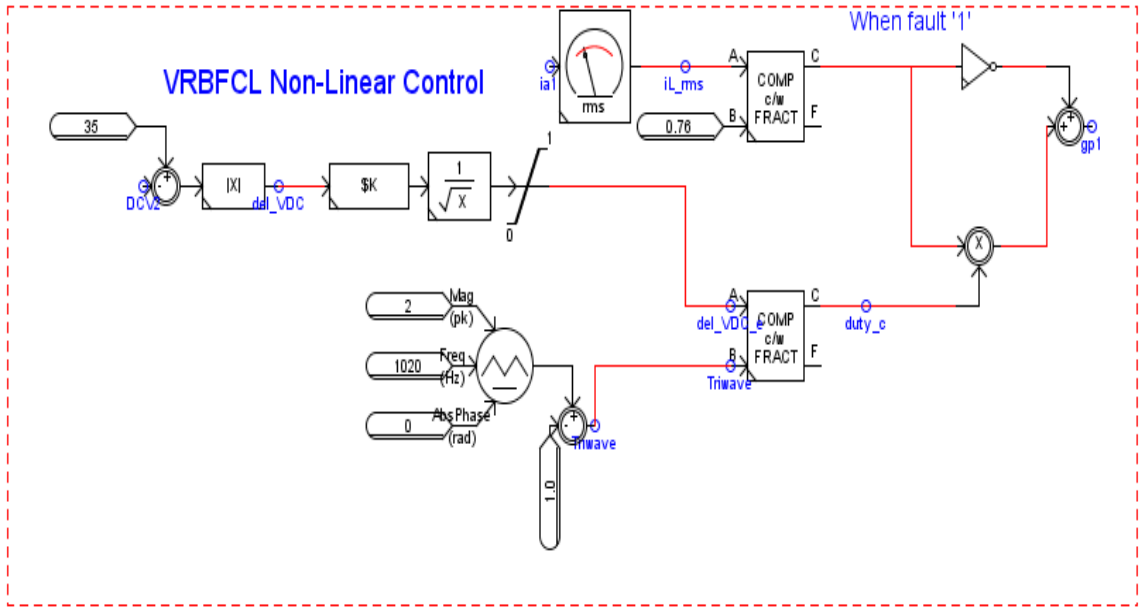 When fault '1'
VRBFCL Non-Linear Control
ia1
rms
iL_rms
A
B
COMP
c/w
FRACT
C
F
0.76
gp1
35
+
-
DCV2
|X|
del_VDC
$K
1
√X
1
0
X
2
Mag
(pk)
1020
Freq
(Hz)
0
AbsPhase
(rad)
+
-
1.0
Triwave
del_VDC_e
Triwave
A
B
COMP
c/w
FRACT
C
F
duty_c
+
+